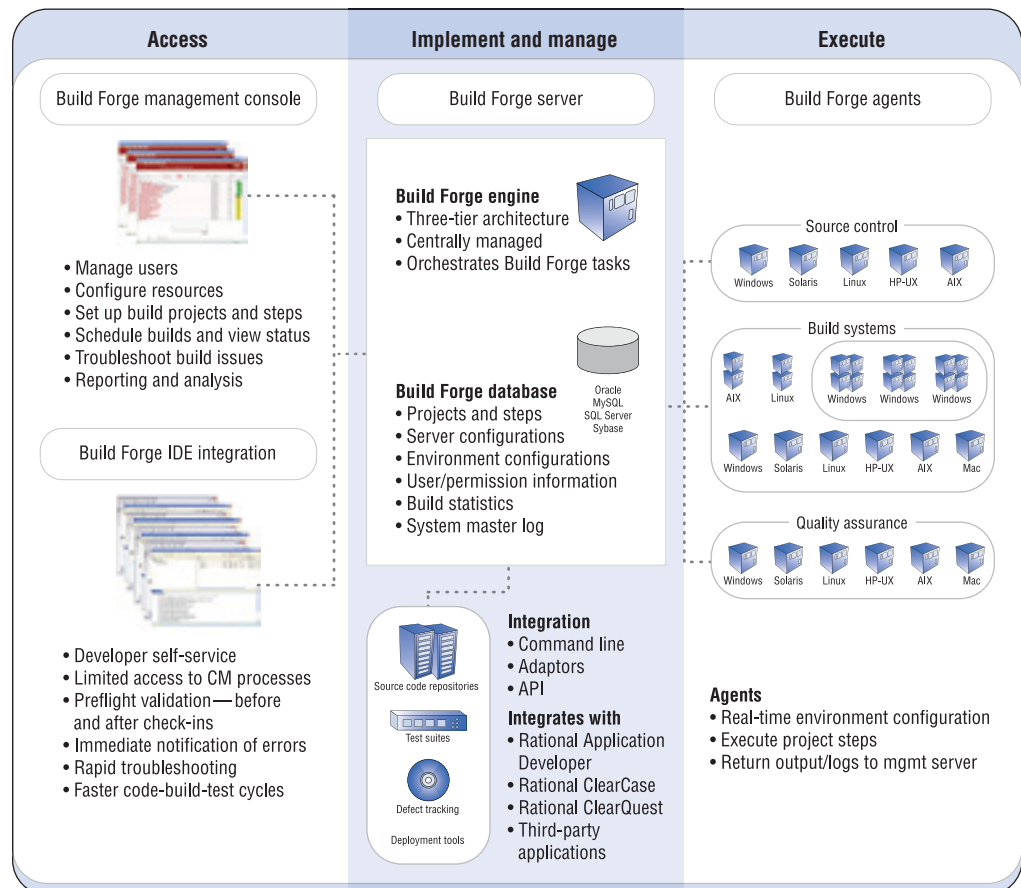 Access
Build Forge management console
• Manage users
• Configure resources
• Set up build projects and steps
• Schedule builds and view status
• Troubleshoot build issues
• Reporting and analysis
Build Forge IDE integration
• Developer self-service
• Limited access to CM processes
• Preflight validation — before
and after check-ins
• Immediate notification of errors
• Rapid troubleshooting
• Faster code-build-test cycles
Implement and manage
Build Forge server
Build Forge engine
• Three-tier architecture
• Centrally managed
• Orchestrates Build Forge tasks
Oracle
MySQL
SQL Server
Sybase
Build Forge database
• Projects and steps
• Server configurations
• Environment configurations
• User/permission information
• Build statistics
• System master log
Source code repositories
Test suites
Defect tracking
Deployment tools
Integration
• Command line
• Adaptors
• API
Integrates with
• Rational Application
Developer
• Rational ClearCase
• Rational ClearQuest
• Third-party
applications
Execute
Build Forge agents
Source control
Windows Solaris Linux HP-UX AIX
Build systems
AIX Linux Windows Windows Windows
Windows Solaris Linux HP-UX AIX Mac
Quality assurance
Windows Solaris Linux HP-UX AIX Mac
Agents
• Real-time environment configuration
• Execute project steps
• Return output/logs to mgmt server